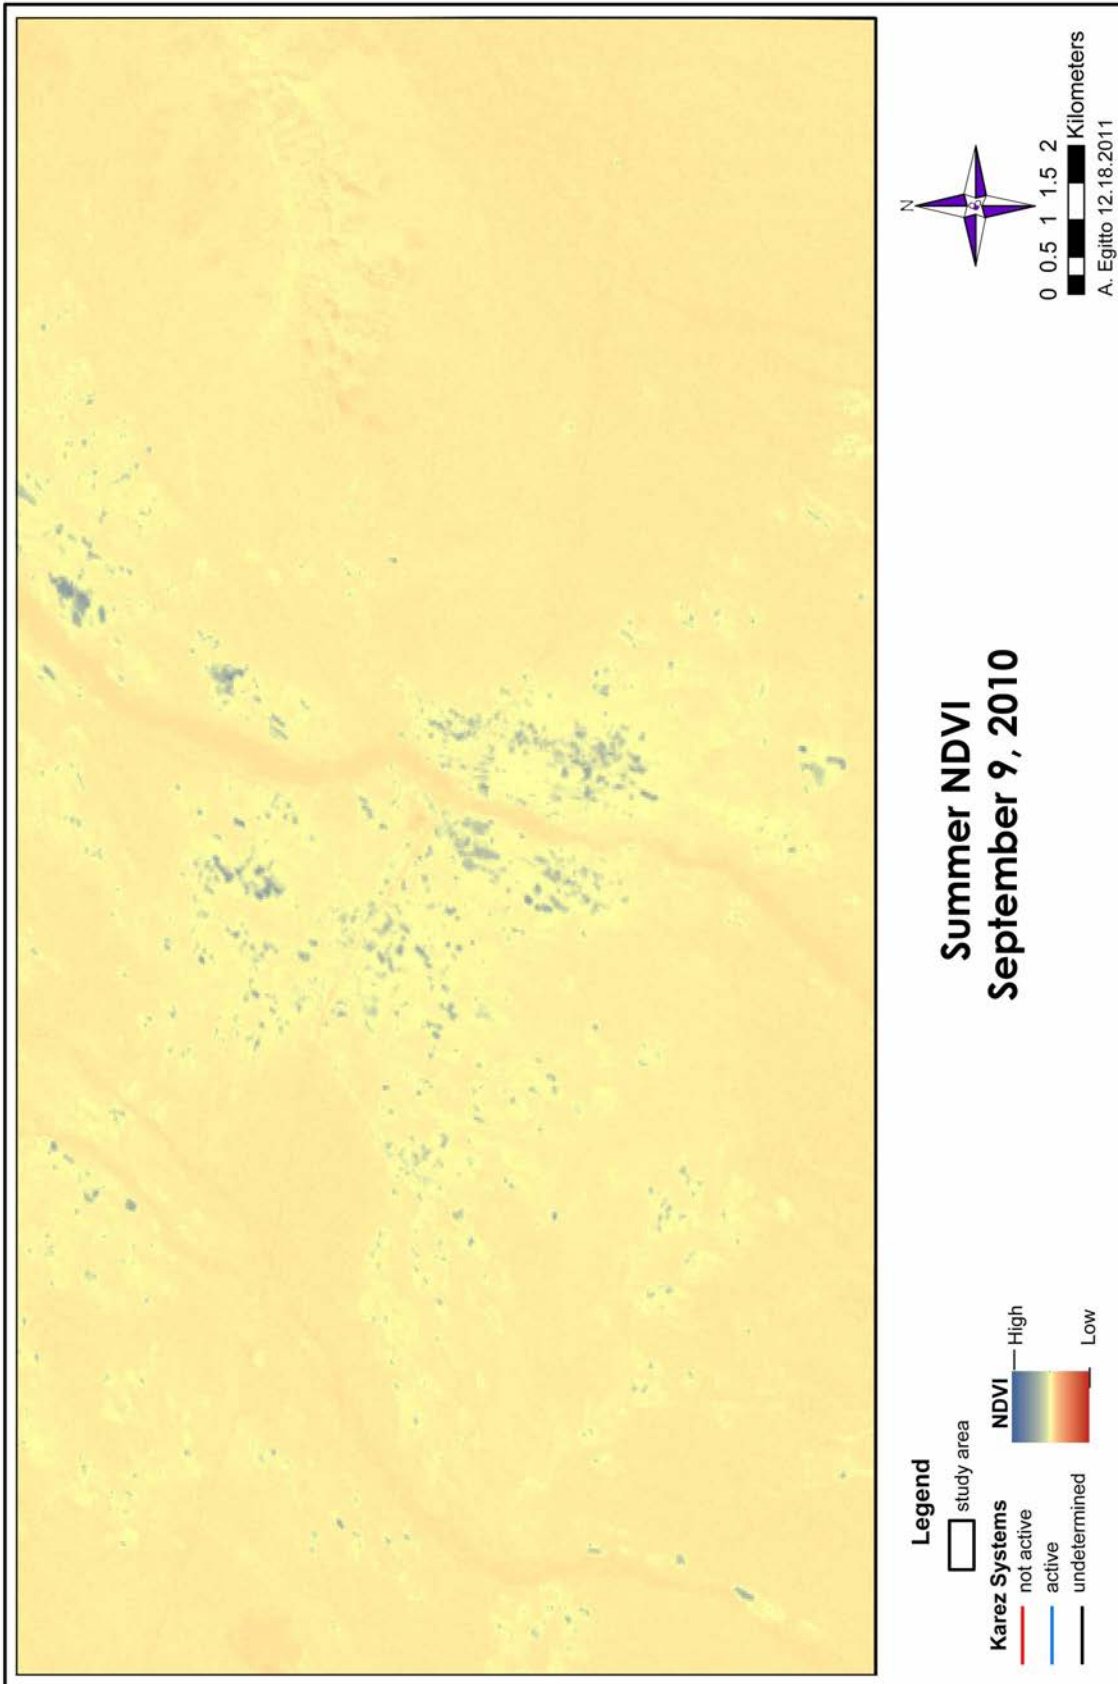 Summer NDVI
September 9, 2010
Legend
study area
Karez Systems
not active
active
undetermined
NDVI
High
Low
N
0 0.5 1 1.5 2
Kilometers
A. Egitto 12.18.2011